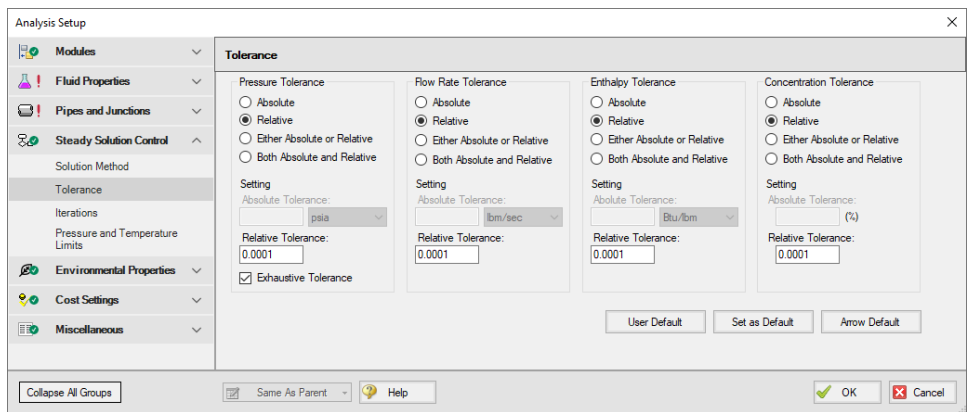 Analysis Setup
Modules
Fluid Properties
Pipes and Junctions
Steady Solution Control
Solution Method
Tolerance
Iterations
Pressure and Temperature
Limits
Environmental Properties
Cost Settings
Miscellaneous
Tolerance
Pressure Tolerance
Absolute
Relative
Either Absolute or Relative
Both Absolute and Relative
Setting
Absolute Tolerance:
psia
Relative Tolerance:
0.0001
Exhaustive Tolerance
Flow Rate Tolerance
Absolute
Relative
Either Absolute or Relative
Both Absolute and Relative
Setting
Absolute Tolerance:
lbm/sec
Relative Tolerance:
0.0001
Enthalpy Tolerance
Absolute
Relative
Either Absolute or Relative
Both Absolute and Relative
Setting
Abolute Tolerance:
Btu/lbm
Relative Tolerance:
0.0001
Concentration Tolerance
Absolute
Relative
Either Absolute or Relative
Both Absolute and Relative
Setting
Absolute Tolerance:
(%)
Relative Tolerance:
0.0001
User Default
Set as Default
Arrow Default
Collapse All Groups
Same As Parent
Help
OK
Cancel